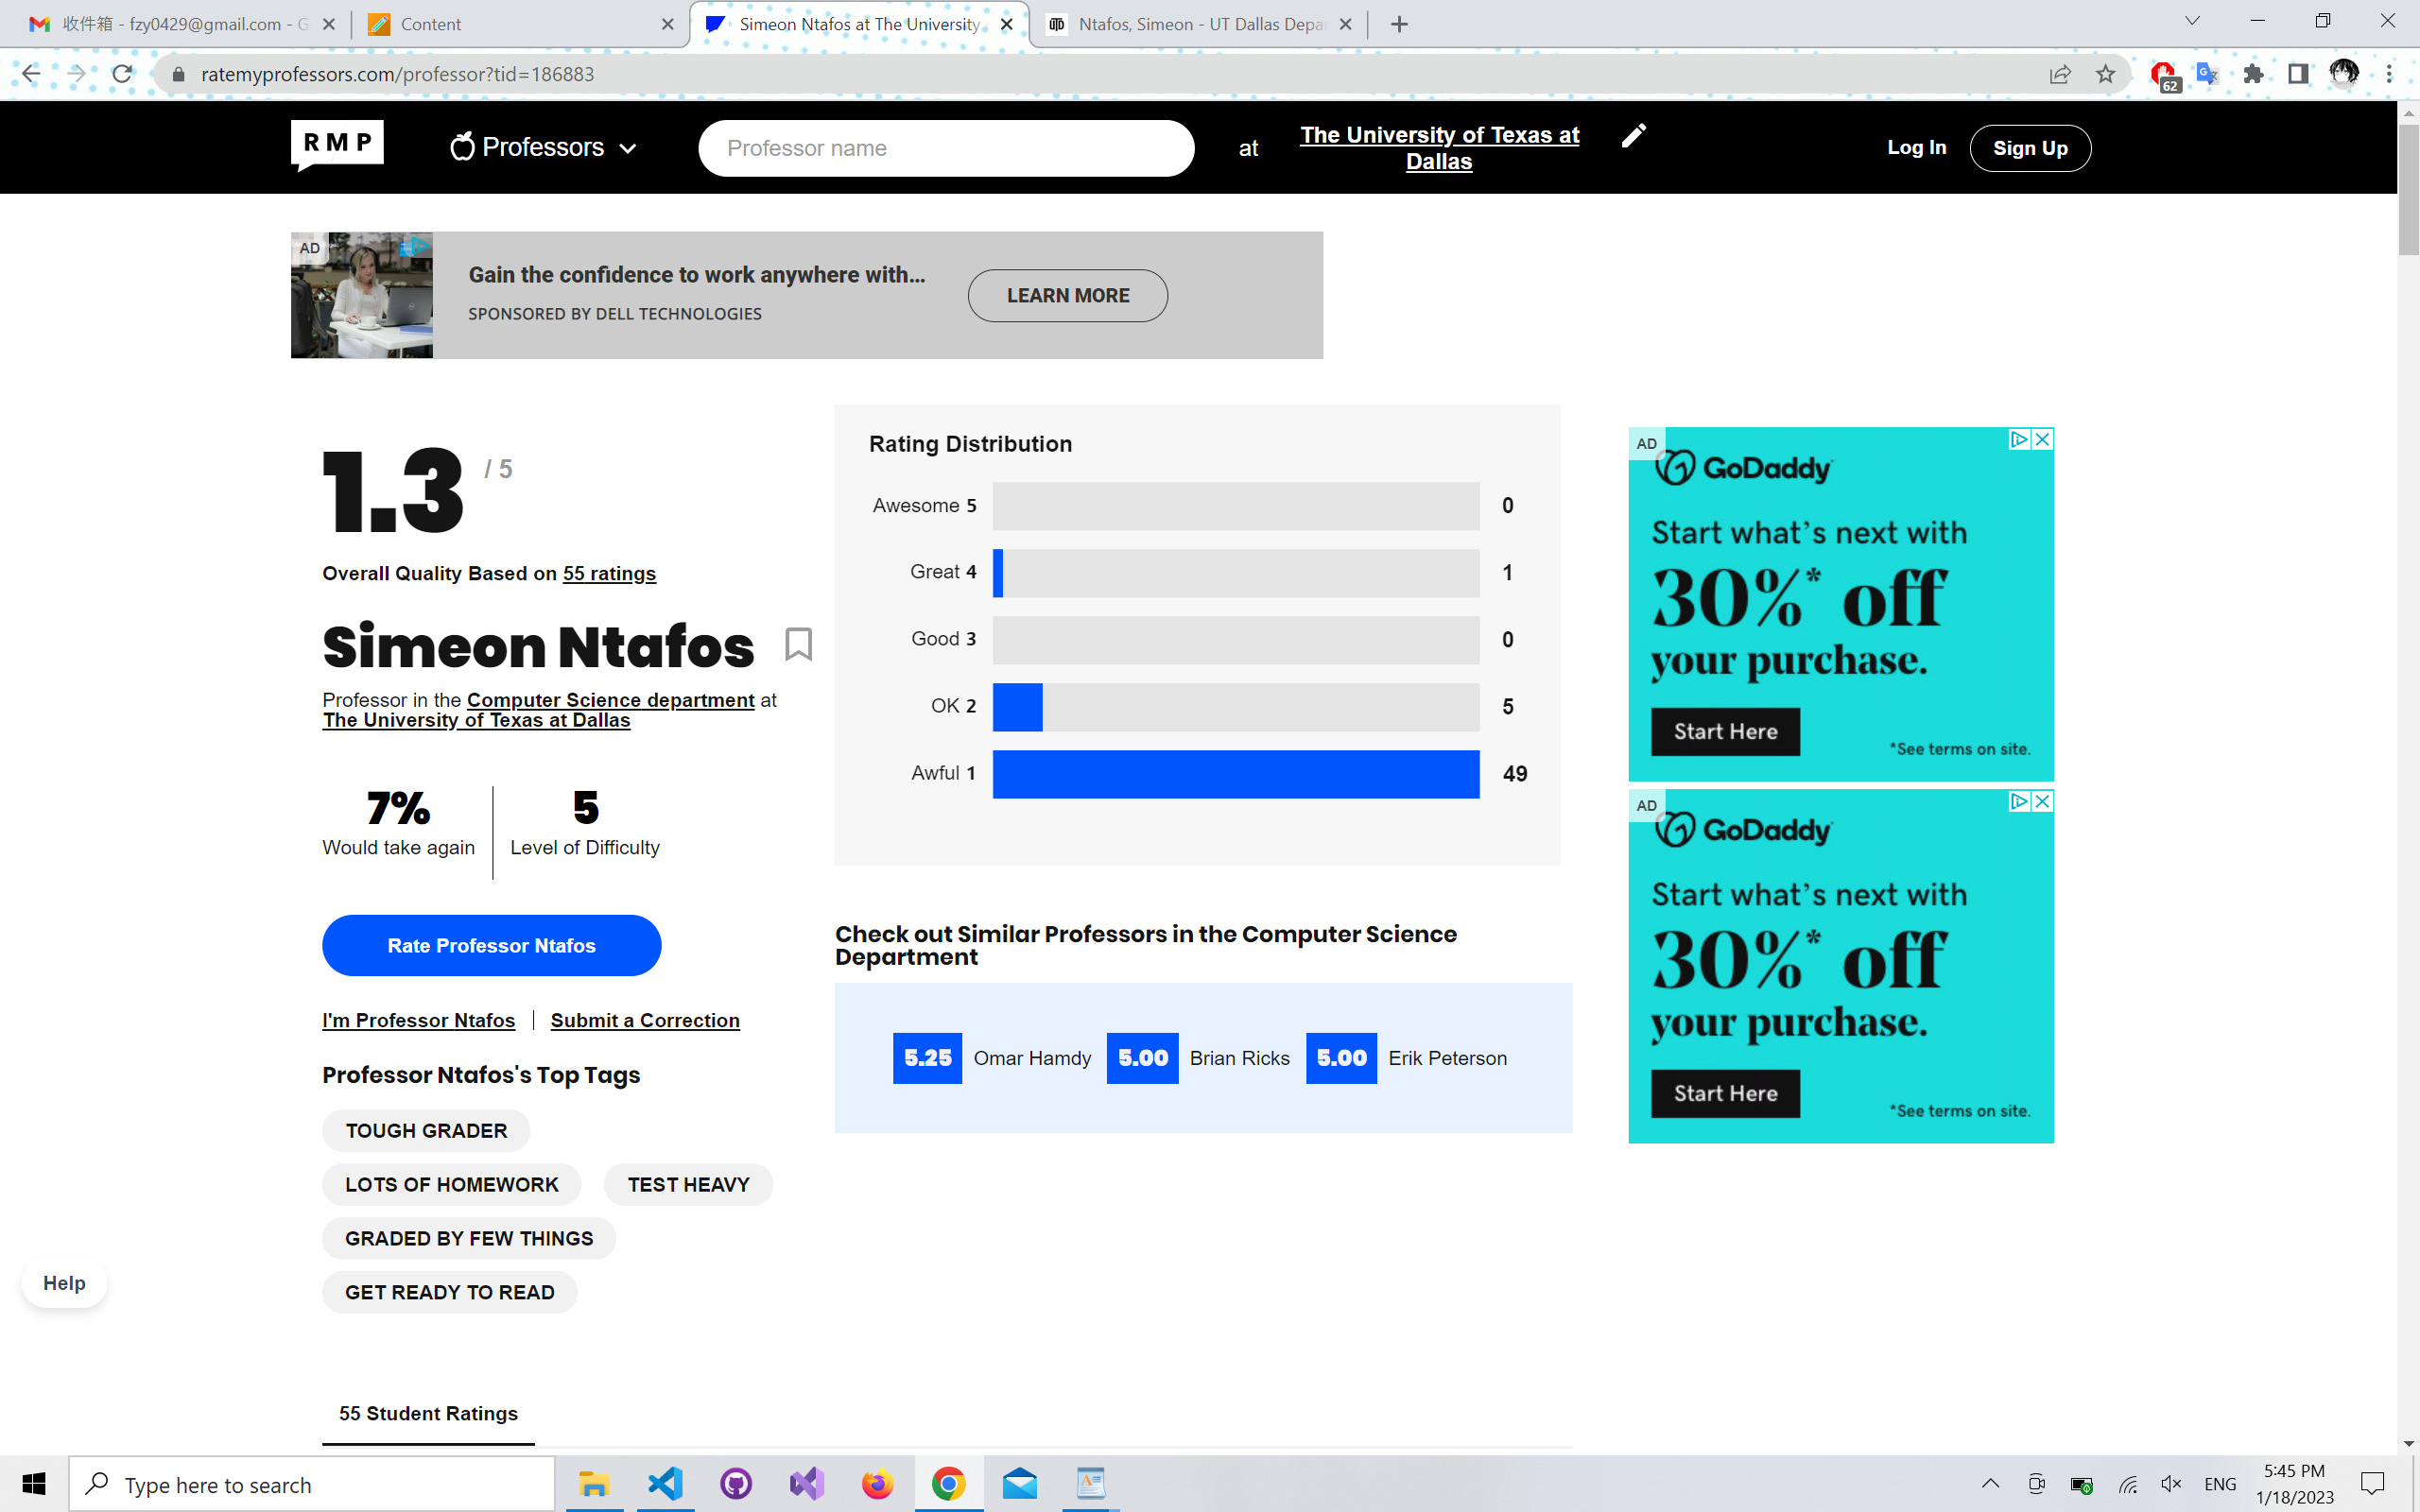 收件箱 - fzy0429@gmail.com - G
Content
Simeon Ntafos at The University
Ntafos, Simeon - UT Dallas Depa
ratemyprofessors.com/professor?tid=186883
62
RMP
Professors
Professor name
at
The University of Texas at
Dallas
Log In
Sign Up
AD
Gain the confidence to work anywhere with...
SPONSORED BY DELL TECHNOLOGIES
LEARN MORE
1.3 / 5
Overall Quality Based on 55 ratings
Simeon Ntafos
Professor in the Computer Science department at
The University of Texas at Dallas
7%
Would take again
5
Level of Difficulty
Rate Professor Ntafos
I'm Professor Ntafos
Submit a Correction
Professor Ntafos's Top Tags
TOUGH GRADER
LOTS OF HOMEWORK
TEST HEAVY
GRADED BY FEW THINGS
GET READY TO READ
Help
55 Student Ratings
Rating Distribution
Awesome 5 0
Great 4 1
Good 3 0
OK 2 5
Awful 1 49
Check out Similar Professors in the Computer Science
Department
5.25 Omar Hamdy
5.00 Brian Ricks
5.00 Erik Peterson
AD
GoDaddy
Start what's next with
30%* off
your purchase.
Start Here
*See terms on site.
AD
GoDaddy
Start what's next with
30%* off
your purchase.
Start Here
*See terms on site.
Type here to search
ENG
5:45 PM
1/18/2023